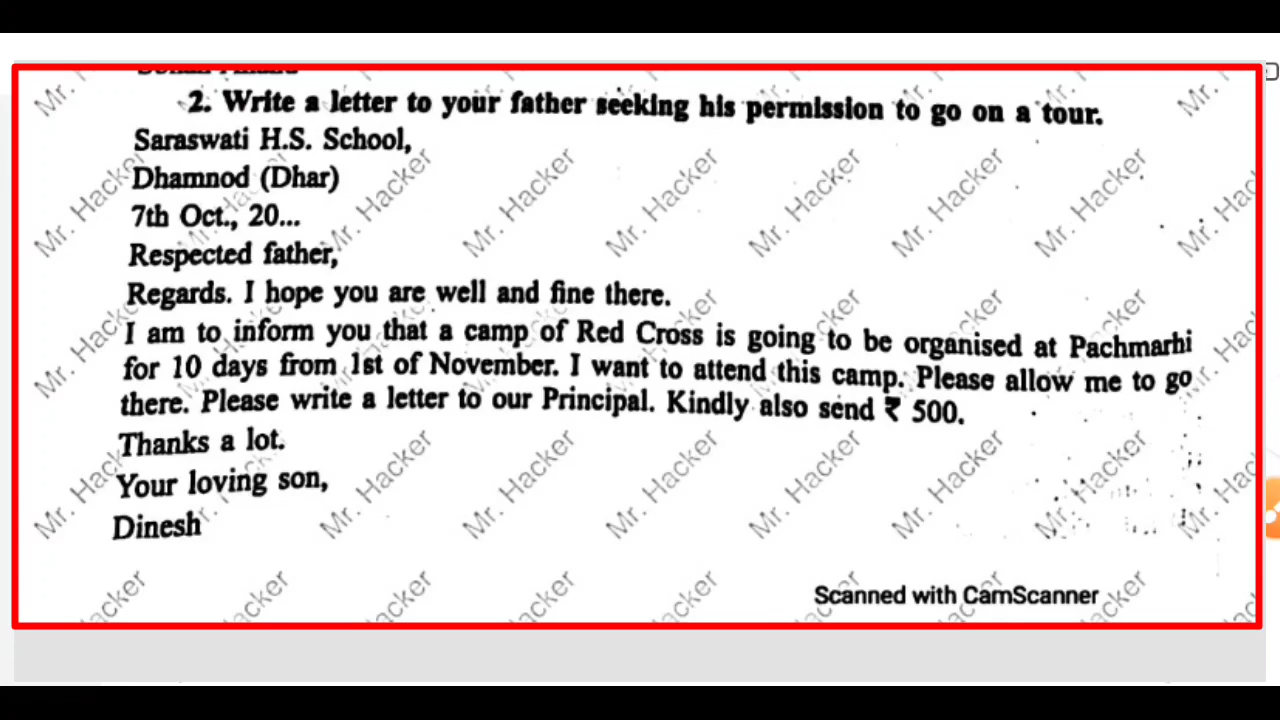 2. Write a letter to your father seeking his permission to go on a tour.
Saraswati H.S. School,
Dhamnod (Dhar)
7th Oct., 20...
Respected father,
Regards. I hope you are well and fine there.
I am to inform you that a camp of Red Cross is going to be organised at Pachmarhi
for 10 days from 1st of November. I want to attend this camp. Please allow me to go
there. Please write a letter to our Principal. Kindly also send ₹ 500.
Thanks a lot.
Your loving son,
Dinesh
Scanned with CamScanner
Mr. Hacker